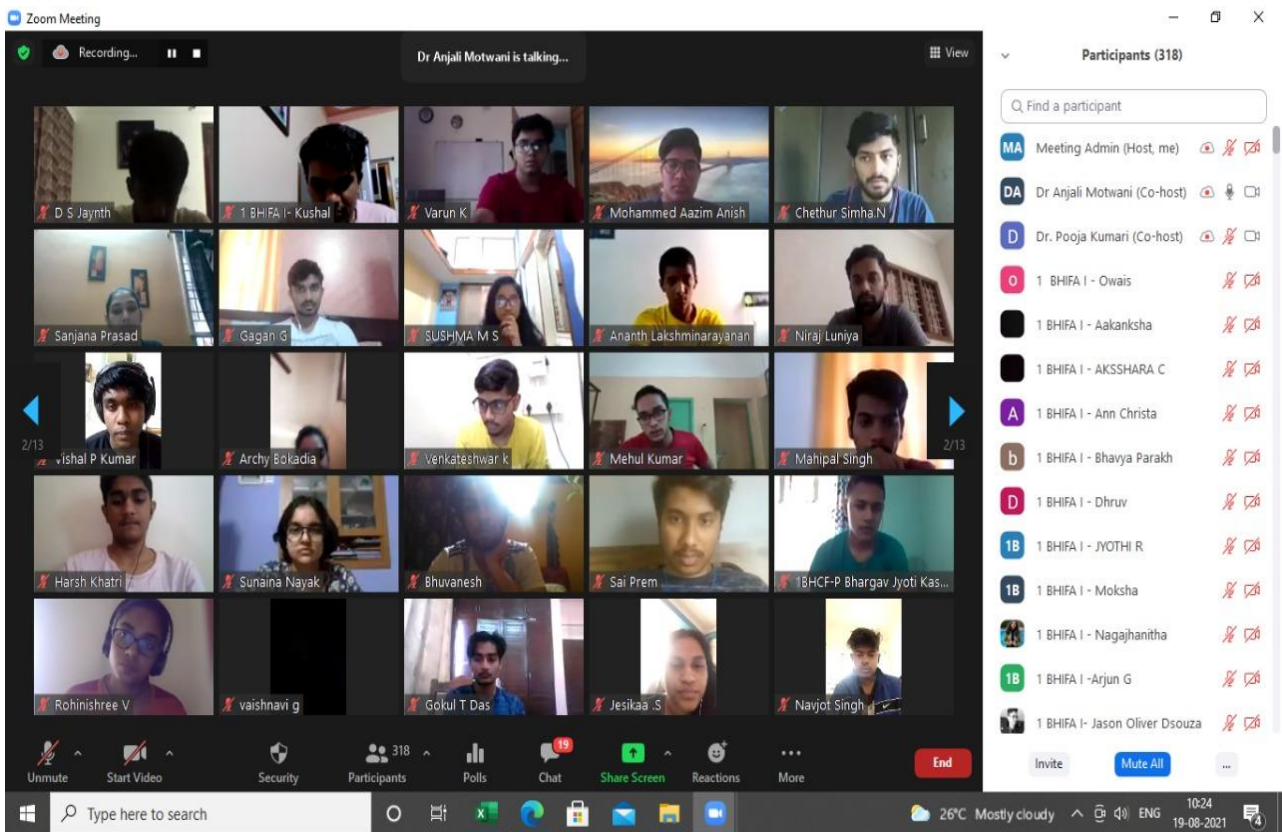 Zoom Meeting
Recording...
Dr Anjali Motwani is talking...
View
D S Jaynth
1 BHIFA I- Kushal
Varun K
Mohammed Aazim Anish
Chethur Simha.N
Sanjana Prasad
Gagan G
SUSHMA M S
Ananth Lakshminarayanan
Niraj Luniya
2/13
Vishal P Kumar
Archy Bokadia
Venkateshwar k
Mehul Kumar
Mahipal Singh
2/13
Harsh Khatri
Sunaina Nayak
Bhuvanesh
Sai Prem
1BHCF-P Bhargav Jyoti Kas...
Rohinishree V
vaishnavi g
Gokul T Das
Jesikaa .S
Navjot Singh
Unmute
Start Video
Security
318
Participants
Polls
19
Chat
Share Screen
Reactions
More
End
Participants (318)
Find a participant
MA Meeting Admin (Host, me)
DA Dr Anjali Motwani (Co-host)
D Dr. Pooja Kumari (Co-host)
O 1 BHIFA I - Owais
1 BHIFA I - Aakanksha
1 BHIFA I - AKSSHARA C
A 1 BHIFA I - Ann Christa
b 1 BHIFA I - Bhavya Parakh
D 1 BHIFA I - Dhruv
1B 1 BHIFA I - JYOTHI R
1B 1 BHIFA I - Moksha
1 BHIFA I - Nagajhanitha
1B 1 BHIFA I -Arjun G
1 BHIFA I- Jason Oliver Dsouza
Invite
Mute All
...
Type here to search
26°C Mostly cloudy
ENG
10:24
19-08-2021
4